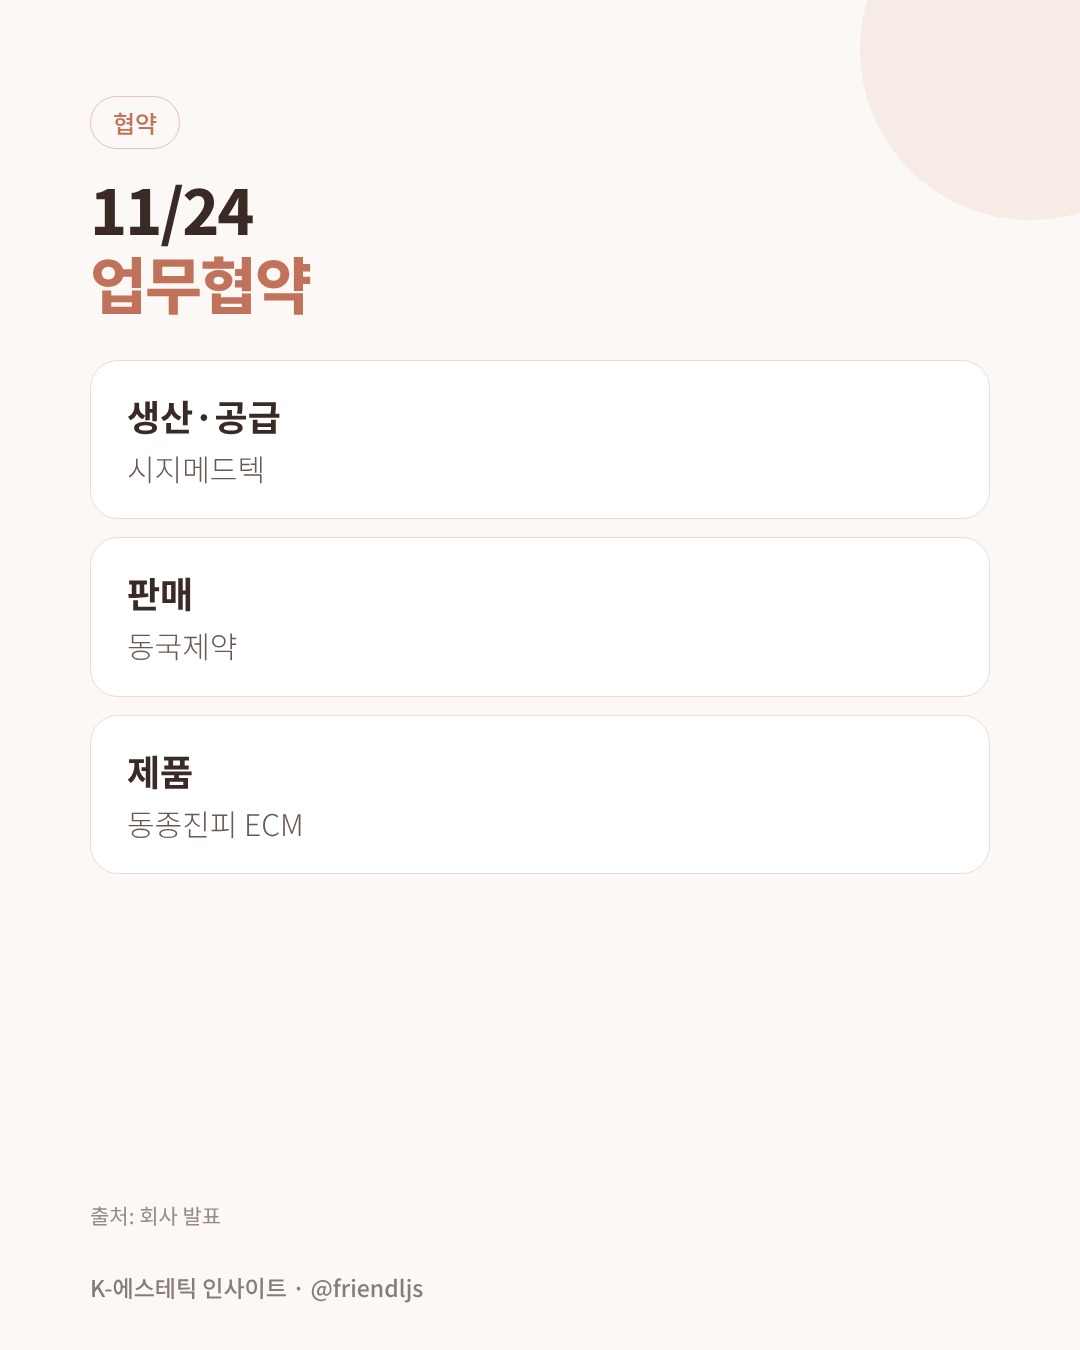 협약
11/24
업무협약
생산·공급
시지메드텍
판매
동국제약
제품
동종진피 ECM
출처: 회사 발표
K-에스테틱 인사이트 · @friendljs